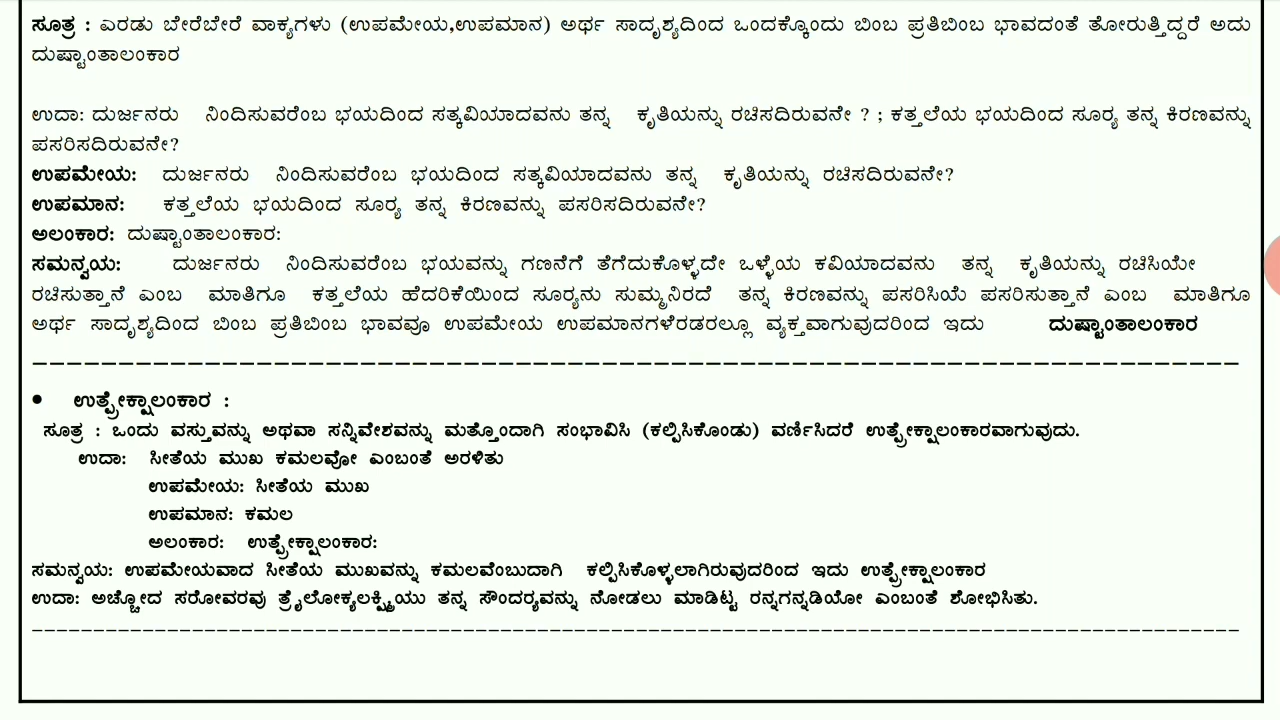 ಸೂತ್ರ : ಎರಡು ಬೇರೆಬೇರೆ ವಾಕ್ಯಗಳು (ಉಪಮೇಯ,ಉಪಮಾನ) ಅರ್ಥ ಸಾದೃಶ್ಯದಿಂದ ಒಂದಕ್ಕೊಂದು ಬಿಂಬ ಪ್ರತಿಬಿಂಬ ಭಾವದಂತೆ ತೋರುತ್ತಿದ್ದರೆ ಅದು
ದುಷ್ಟಾಂತಾಲಂಕಾರ
ಉದಾ: ದುರ್ಜನರು ನಿಂದಿಸುವರೆಂಬ ಭಯದಿಂದ ಸತ್ಕವಿಯಾದವನು ತನ್ನ ಕೃತಿಯನ್ನು ರಚಿಸದಿರುವನೇ ? ; ಕತ್ತಲೆಯ ಭಯದಿಂದ ಸೂರ‍್ಯ ತನ್ನ ಕಿರಣವನ್ನು
ಪಸರಿಸದಿರುವನೇ?
ಉಪಮೇಯ: ದುರ್ಜನರು ನಿಂದಿಸುವರೆಂಬ ಭಯದಿಂದ ಸತ್ಕವಿಯಾದವನು ತನ್ನ ಕೃತಿಯನ್ನು ರಚಿಸದಿರುವನೇ?
ಉಪಮಾನ: ಕತ್ತಲೆಯ ಭಯದಿಂದ ಸೂರ‍್ಯ ತನ್ನ ಕಿರಣವನ್ನು ಪಸರಿಸದಿರುವನೇ?
ಅಲಂಕಾರ: ದುಷ್ಟಾಂತಾಲಂಕಾರ:
ಸಮನ್ವಯ: ದುರ್ಜನರು ನಿಂದಿಸುವರೆಂಬ ಭಯವನ್ನು ಗಣನೆಗೆ ತೆಗೆದುಕೊಳ್ಳದೇ ಒಳ್ಳೆಯ ಕವಿಯಾದವನು ತನ್ನ ಕೃತಿಯನ್ನು ರಚಿಸಿಯೇ
ರಚಿಸುತ್ತಾನೆ ಎಂಬ ಮಾತಿಗೂ ಕತ್ತಲೆಯ ಹೆದರಿಕೆಯಿಂದ ಸೂರ‍್ಯನು ಸುಮ್ಮನಿರದೆ ತನ್ನ ಕಿರಣವನ್ನು ಪಸರಿಸಿಯೆ ಪಸರಿಸುತ್ತಾನೆ ಎಂಬ ಮಾತಿಗೂ
ಅರ್ಥ ಸಾದೃಶ್ಯದಿಂದ ಬಿಂಬ ಪ್ರತಿಬಿಂಬ ಭಾವವೂ ಉಪಮೇಯ ಉಪಮಾನಗಳೆರಡರಲ್ಲೂ ವ್ಯಕ್ತವಾಗುವುದರಿಂದ ಇದು ದುಷ್ಟಾಂತಾಲಂಕಾರ
• ಉತ್ಪ್ರೇಕ್ಷಾಲಂಕಾರ :
ಸೂತ್ರ : ಒಂದು ವಸ್ತುವನ್ನು ಅಥವಾ ಸನ್ನಿವೇಶವನ್ನು ಮತ್ತೊಂದಾಗಿ ಸಂಭಾವಿಸಿ (ಕಲ್ಪಿಸಿಕೊಂಡು) ವರ್ಣಿಸಿದರೆ ಉತ್ಪ್ರೇಕ್ಷಾಲಂಕಾರವಾಗುವುದು.
ಉದಾ: ಸೀತೆಯ ಮುಖ ಕಮಲವೋ ಎಂಬಂತೆ ಅರಳಿತು
ಉಪಮೇಯ: ಸೀತೆಯ ಮುಖ
ಉಪಮಾನ: ಕಮಲ
ಅಲಂಕಾರ: ಉತ್ಪ್ರೇಕ್ಷಾಲಂಕಾರ:
ಸಮನ್ವಯ: ಉಪಮೇಯವಾದ ಸೀತೆಯ ಮುಖವನ್ನು ಕಮಲವೆಂಬುದಾಗಿ ಕಲ್ಪಿಸಿಕೊಳ್ಳಲಾಗಿರುವುದರಿಂದ ಇದು ಉತ್ಪ್ರೇಕ್ಷಾಲಂಕಾರ
ಉದಾ: ಅಚ್ಚೋದ ಸರೋವರವು ತ್ರೈಲೋಕ್ಯಲಕ್ಷ್ಮಿಯು ತನ್ನ ಸೌಂದರ‍್ಯವನ್ನು ನೋಡಲು ಮಾಡಿಟ್ಟ ರನ್ನಗನ್ನಡಿಯೋ ಎಂಬಂತೆ ಶೋಭಿಸಿತು.